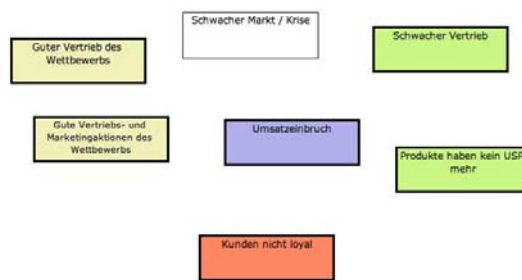 Schwacher Markt / Krise
Guter Vertrieb des
Wettbewerbs
Schwacher Vertrieb
Gute Vertriebs- und
Marketingaktionen des
Wettbewerbs
Umsatzeinbruch
Produkte haben kein USP
mehr
Kunden nicht loyal